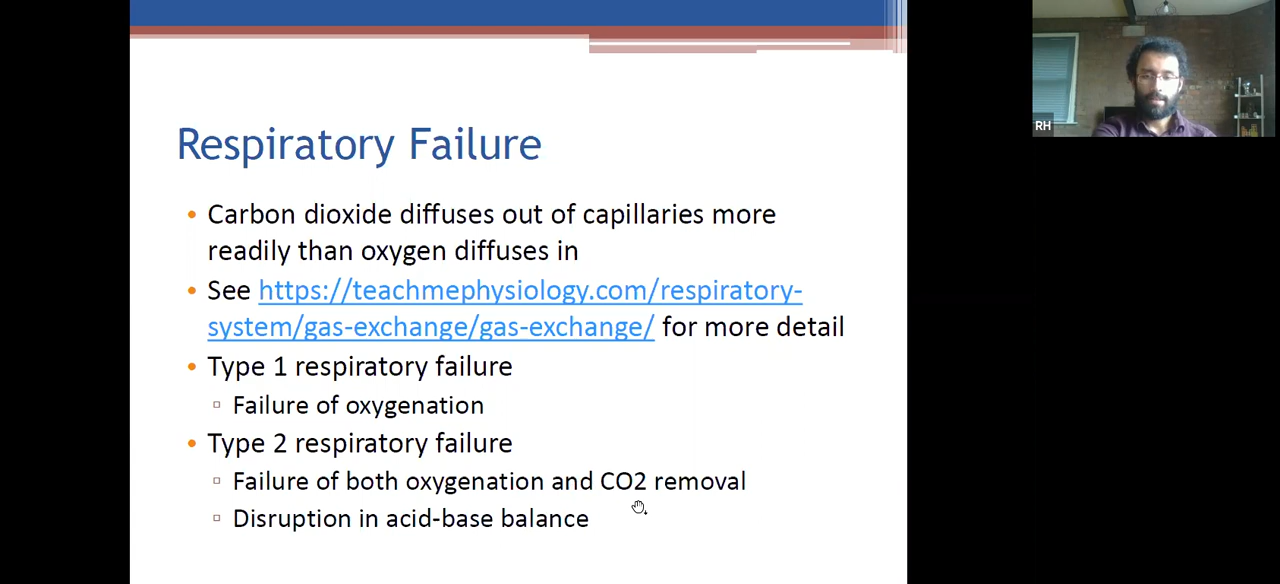 Respiratory Failure
• Carbon dioxide diffuses out of capillaries more
readily than oxygen diffuses in
• See https://teachmephysiology.com/respiratory-
system/gas-exchange/gas-exchange/ for more detail
• Type 1 respiratory failure
▫ Failure of oxygenation
• Type 2 respiratory failure
▫ Failure of both oxygenation and CO2 removal
▫ Disruption in acid-base balance
RH